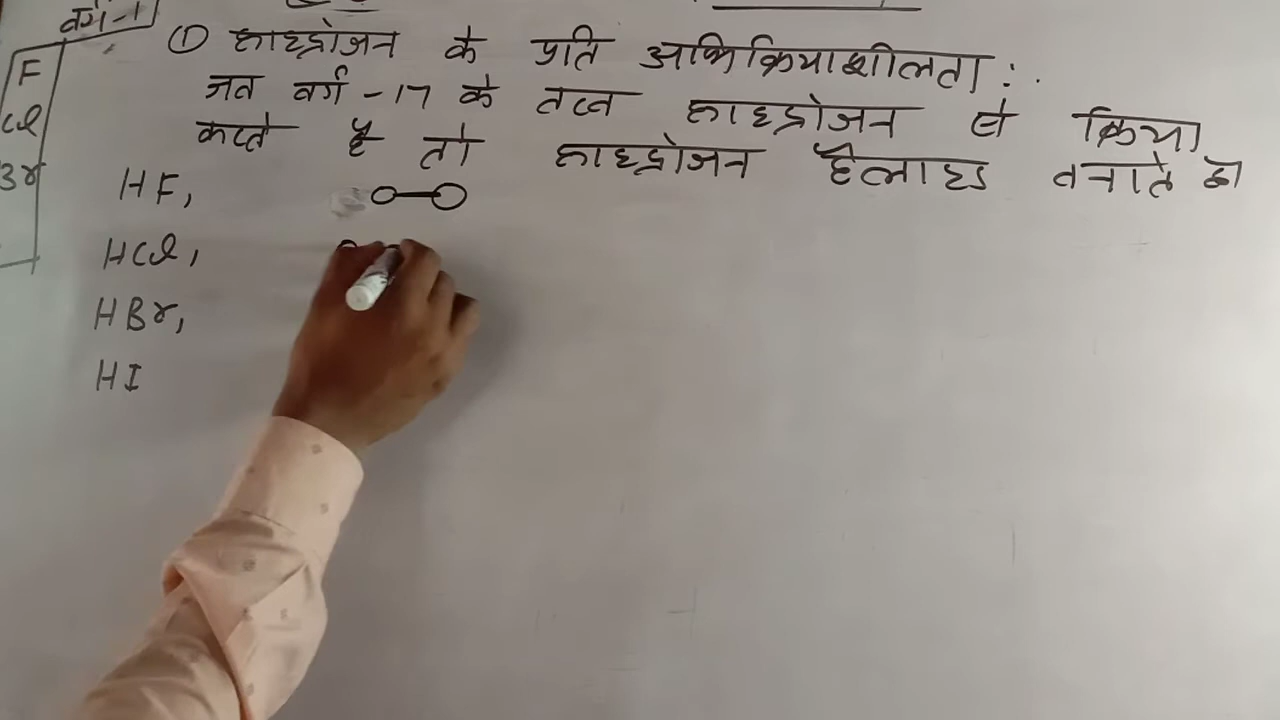 वर्ग-1
F
Cl
Br
① हाइड्रोजन के प्रति अभिक्रियाशीलता :.
जब वर्ग -17 के तत्व हाइड्रोजन से क्रिया
करते है तो हाइड्रोजन हैलाइड बनाते है
HF,
HCl,
HBr,
HI